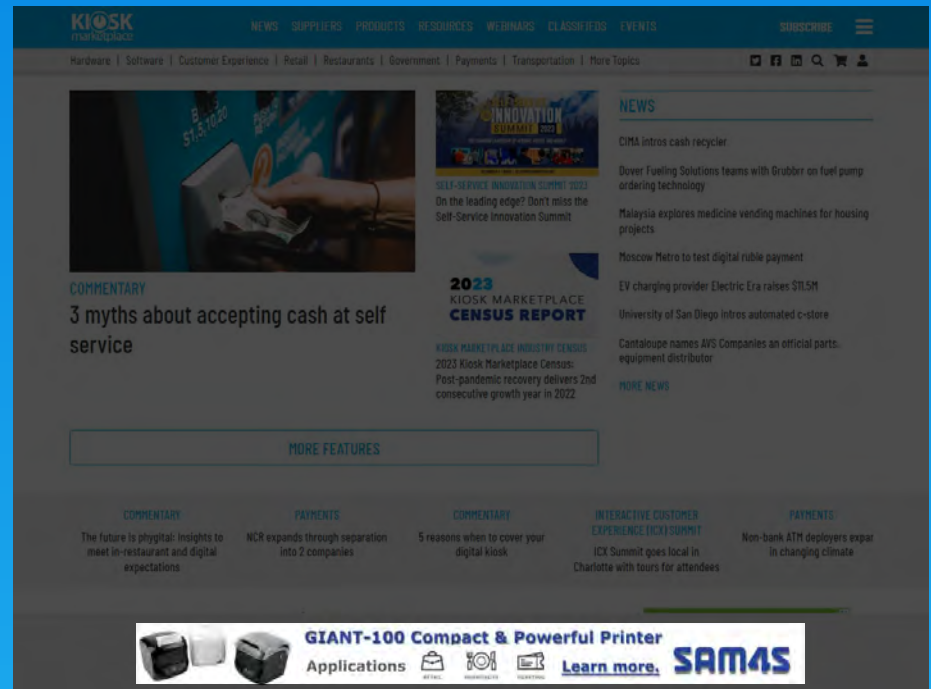 KIOSK
marketplace
NEWS SUPPLIERS PRODUCTS RESOURCES WEBINARS CLASSIFIEDS EVENTS
SUBSCRIBE
Hardware | Software | Customer Experience | Retail | Restaurants | Government | Payments | Transportation | More Topics
$1,5,10,20
INNOVATION
SUMMIT 2023
SELF-SERVICE INNOVATION SUMMIT 2023
On the leading edge? Don't miss the
Self-Service Innovation Summit
2023
KIOSK MARKETPLACE
CENSUS REPORT
KIOSK MARKETPLACE INDUSTRY CENSUS
2023 Kiosk Marketplace Census:
Post-pandemic recovery delivers 2nd
consecutive growth year in 2022
COMMENTARY
3 myths about accepting cash at self
service
NEWS
CIMA intros cash recycler
Dover Fueling Solutions teams with Grubbrr on fuel pump
ordering technology
Malaysia explores medicine vending machines for housing
projects
Moscow Metro to test digital ruble payment
EV charging provider Electric Era raises $11.5M
University of San Diego intros automated c-store
Cantaloupe names AVS Companies an official parts,
equipment distributor
MORE NEWS
MORE FEATURES
COMMENTARY
The future is phygital: Insights to
meet in-restaurant and digital
expectations
PAYMENTS
NCR expands through separation
into 2 companies
COMMENTARY
5 reasons when to cover your
digital kiosk
INTERACTIVE CUSTOMER
EXPERIENCE (ICX) SUMMIT
ICX Summit goes local in
Charlotte with tours for attendees
PAYMENTS
Non-bank ATM deployers expan
in changing climate
GIANT-100 Compact & Powerful Printer
Applications
RETAIL
TICKETING
Learn more.
SAM4S